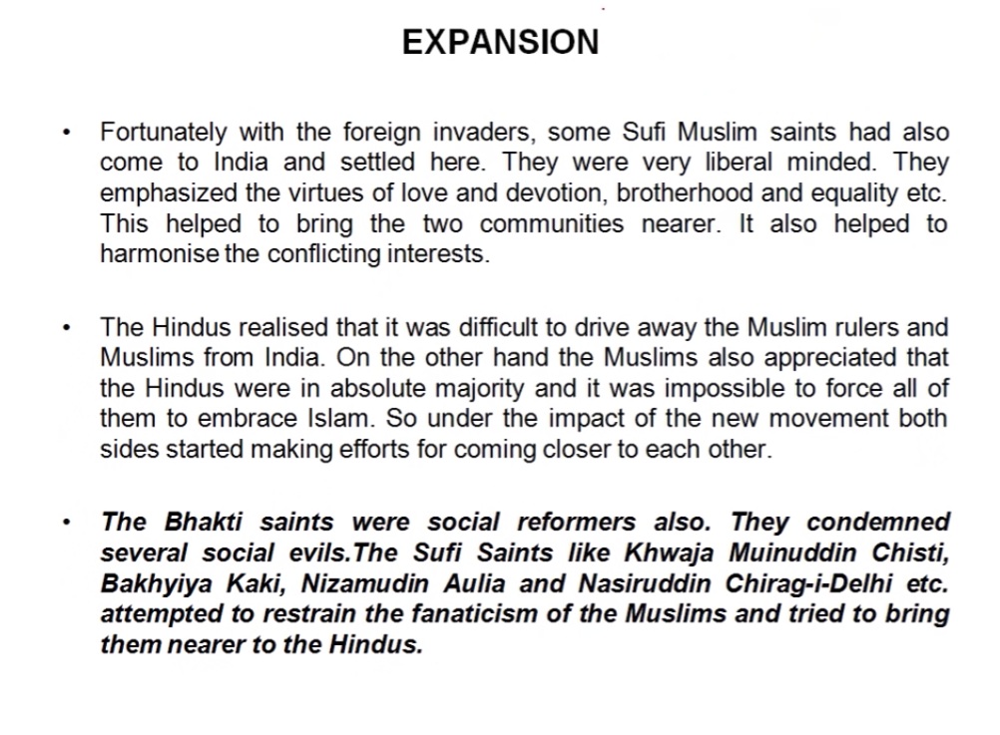 EXPANSION
• Fortunately with the foreign invaders, some Sufi Muslim saints had also
come to India and settled here. They were very liberal minded. They
emphasized the virtues of love and devotion, brotherhood and equality etc.
This helped to bring the two communities nearer. It also helped to
harmonise the conflicting interests.
• The Hindus realised that it was difficult to drive away the Muslim rulers and
Muslims from India. On the other hand the Muslims also appreciated that
the Hindus were in absolute majority and it was impossible to force all of
them to embrace Islam. So under the impact of the new movement both
sides started making efforts for coming closer to each other.
• The Bhakti saints were social reformers also. They condemned
several social evils.The Sufi Saints like Khwaja Muinuddin Chisti,
Bakhyiya Kaki, Nizamudin Aulia and Nasiruddin Chirag-i-Delhi etc.
attempted to restrain the fanaticism of the Muslims and tried to bring
them nearer to the Hindus.